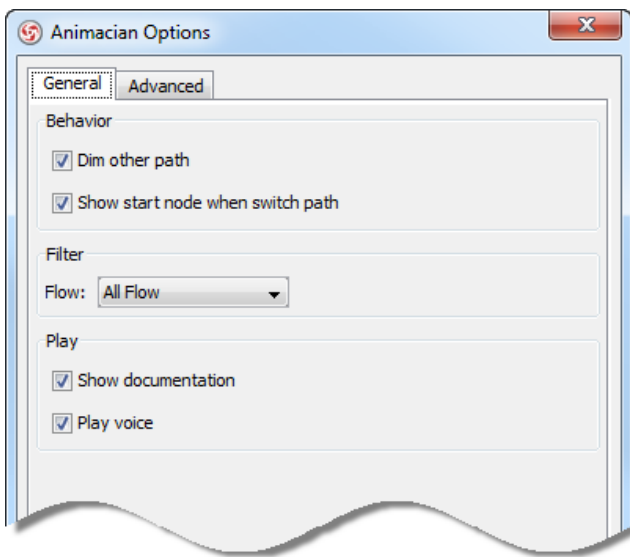 Animacian Options
General Advanced
Behavior
Dim other path
Show start node when switch path
Filter
Flow: All Flow
Play
Show documentation
Play voice